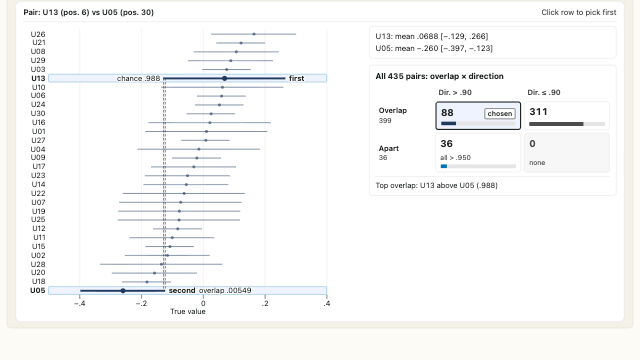 Pair: U13 (pos. 6) vs U05 (pos. 30)
Click row to pick first
U26
U21
U08
U29
U03
U13 chance .988 first
U10
U06
U24
U30
U16
U01
U27
U04
U09
U17
U23
U14
U22
U07
U19
U25
U12
U11
U15
U02
U28
U20
U18
U05 second overlap .00549
−.4 −.2 0 .2 .4
True value
U13: mean .0688 [−.129, .266]
U05: mean −.260 [−.397, −.123]
All 435 pairs: overlap × direction
Dir. > .90 Dir. ≤ .90
Overlap
399
88 chosen
311
Apart
36
36
all > .950
0
none
Top overlap: U13 above U05 (.988)